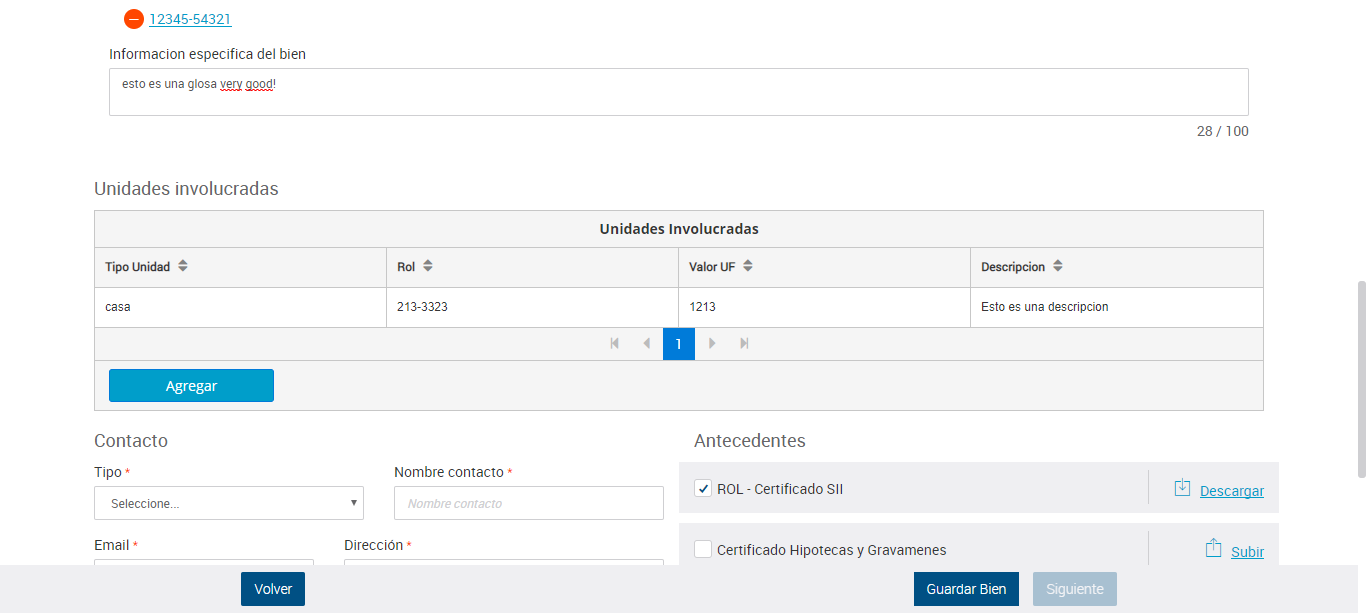 12345-54321
Informacion especifica del bien
esto es una glosa very good!
28 / 100
Unidades involucradas
Unidades Involucradas
Tipo Unidad Rol Valor UF Descripcion
casa 213-3323 1213 Esto es una descripcion
1
Agregar
Contacto
Tipo * Nombre contacto *
Seleccione... Nombre contacto
Email * Dirección *
Antecedentes
ROL - Certificado SII Descargar
Certificado Hipotecas y Gravamenes Subir
Volver Guardar Bien Siguiente